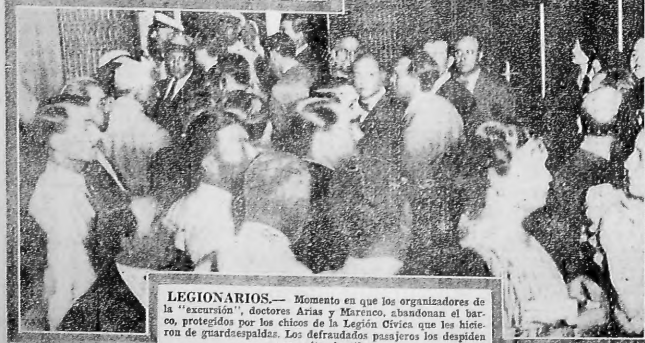 LEGIONARIOS.— Momento en que los organizadores de
la "excursión", doctores Arias y Marenco, abandonan el bar-
co, protegidos por los chicos de la Legión Cívica que les hicie-
ron de guardaespaldas. Los defraudados pasajeros los despiden